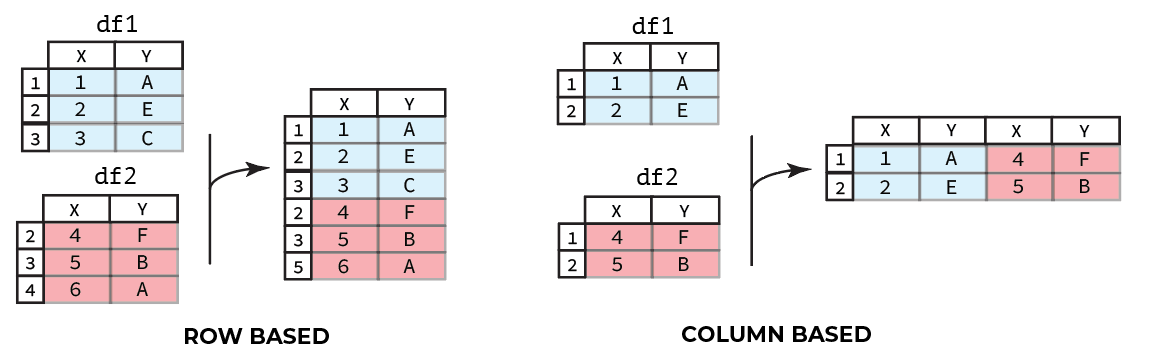 df1
X Y
1 1 A
2 2 E
3 3 C
df2
X Y
2 4 F
3 5 B
4 6 A
X Y
1 1 A
2 2 E
3 3 C
2 4 F
3 5 B
5 6 A
ROW BASED
df1
X Y
1 1 A
2 2 E
df2
X Y
1 4 F
2 5 B
X Y X Y
1 1 A 4 F
2 2 E 5 B
COLUMN BASED